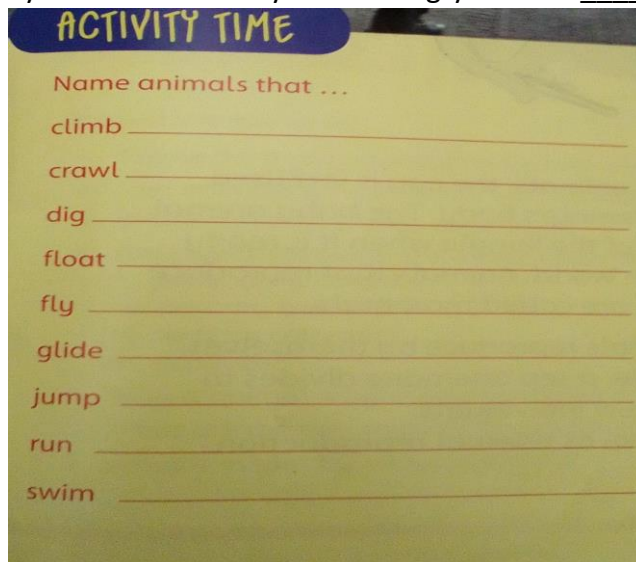 ACTIVITY TIME
Name animals that ...
climb
crawl
dig
float
fly
glide
jump
run
swim